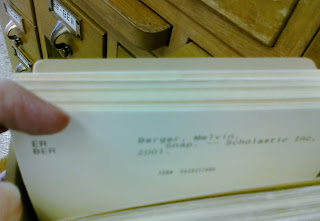 ER
BER
Berger, Melvin.
Snap. -- Scholastic Inc,
2001.
ISBN